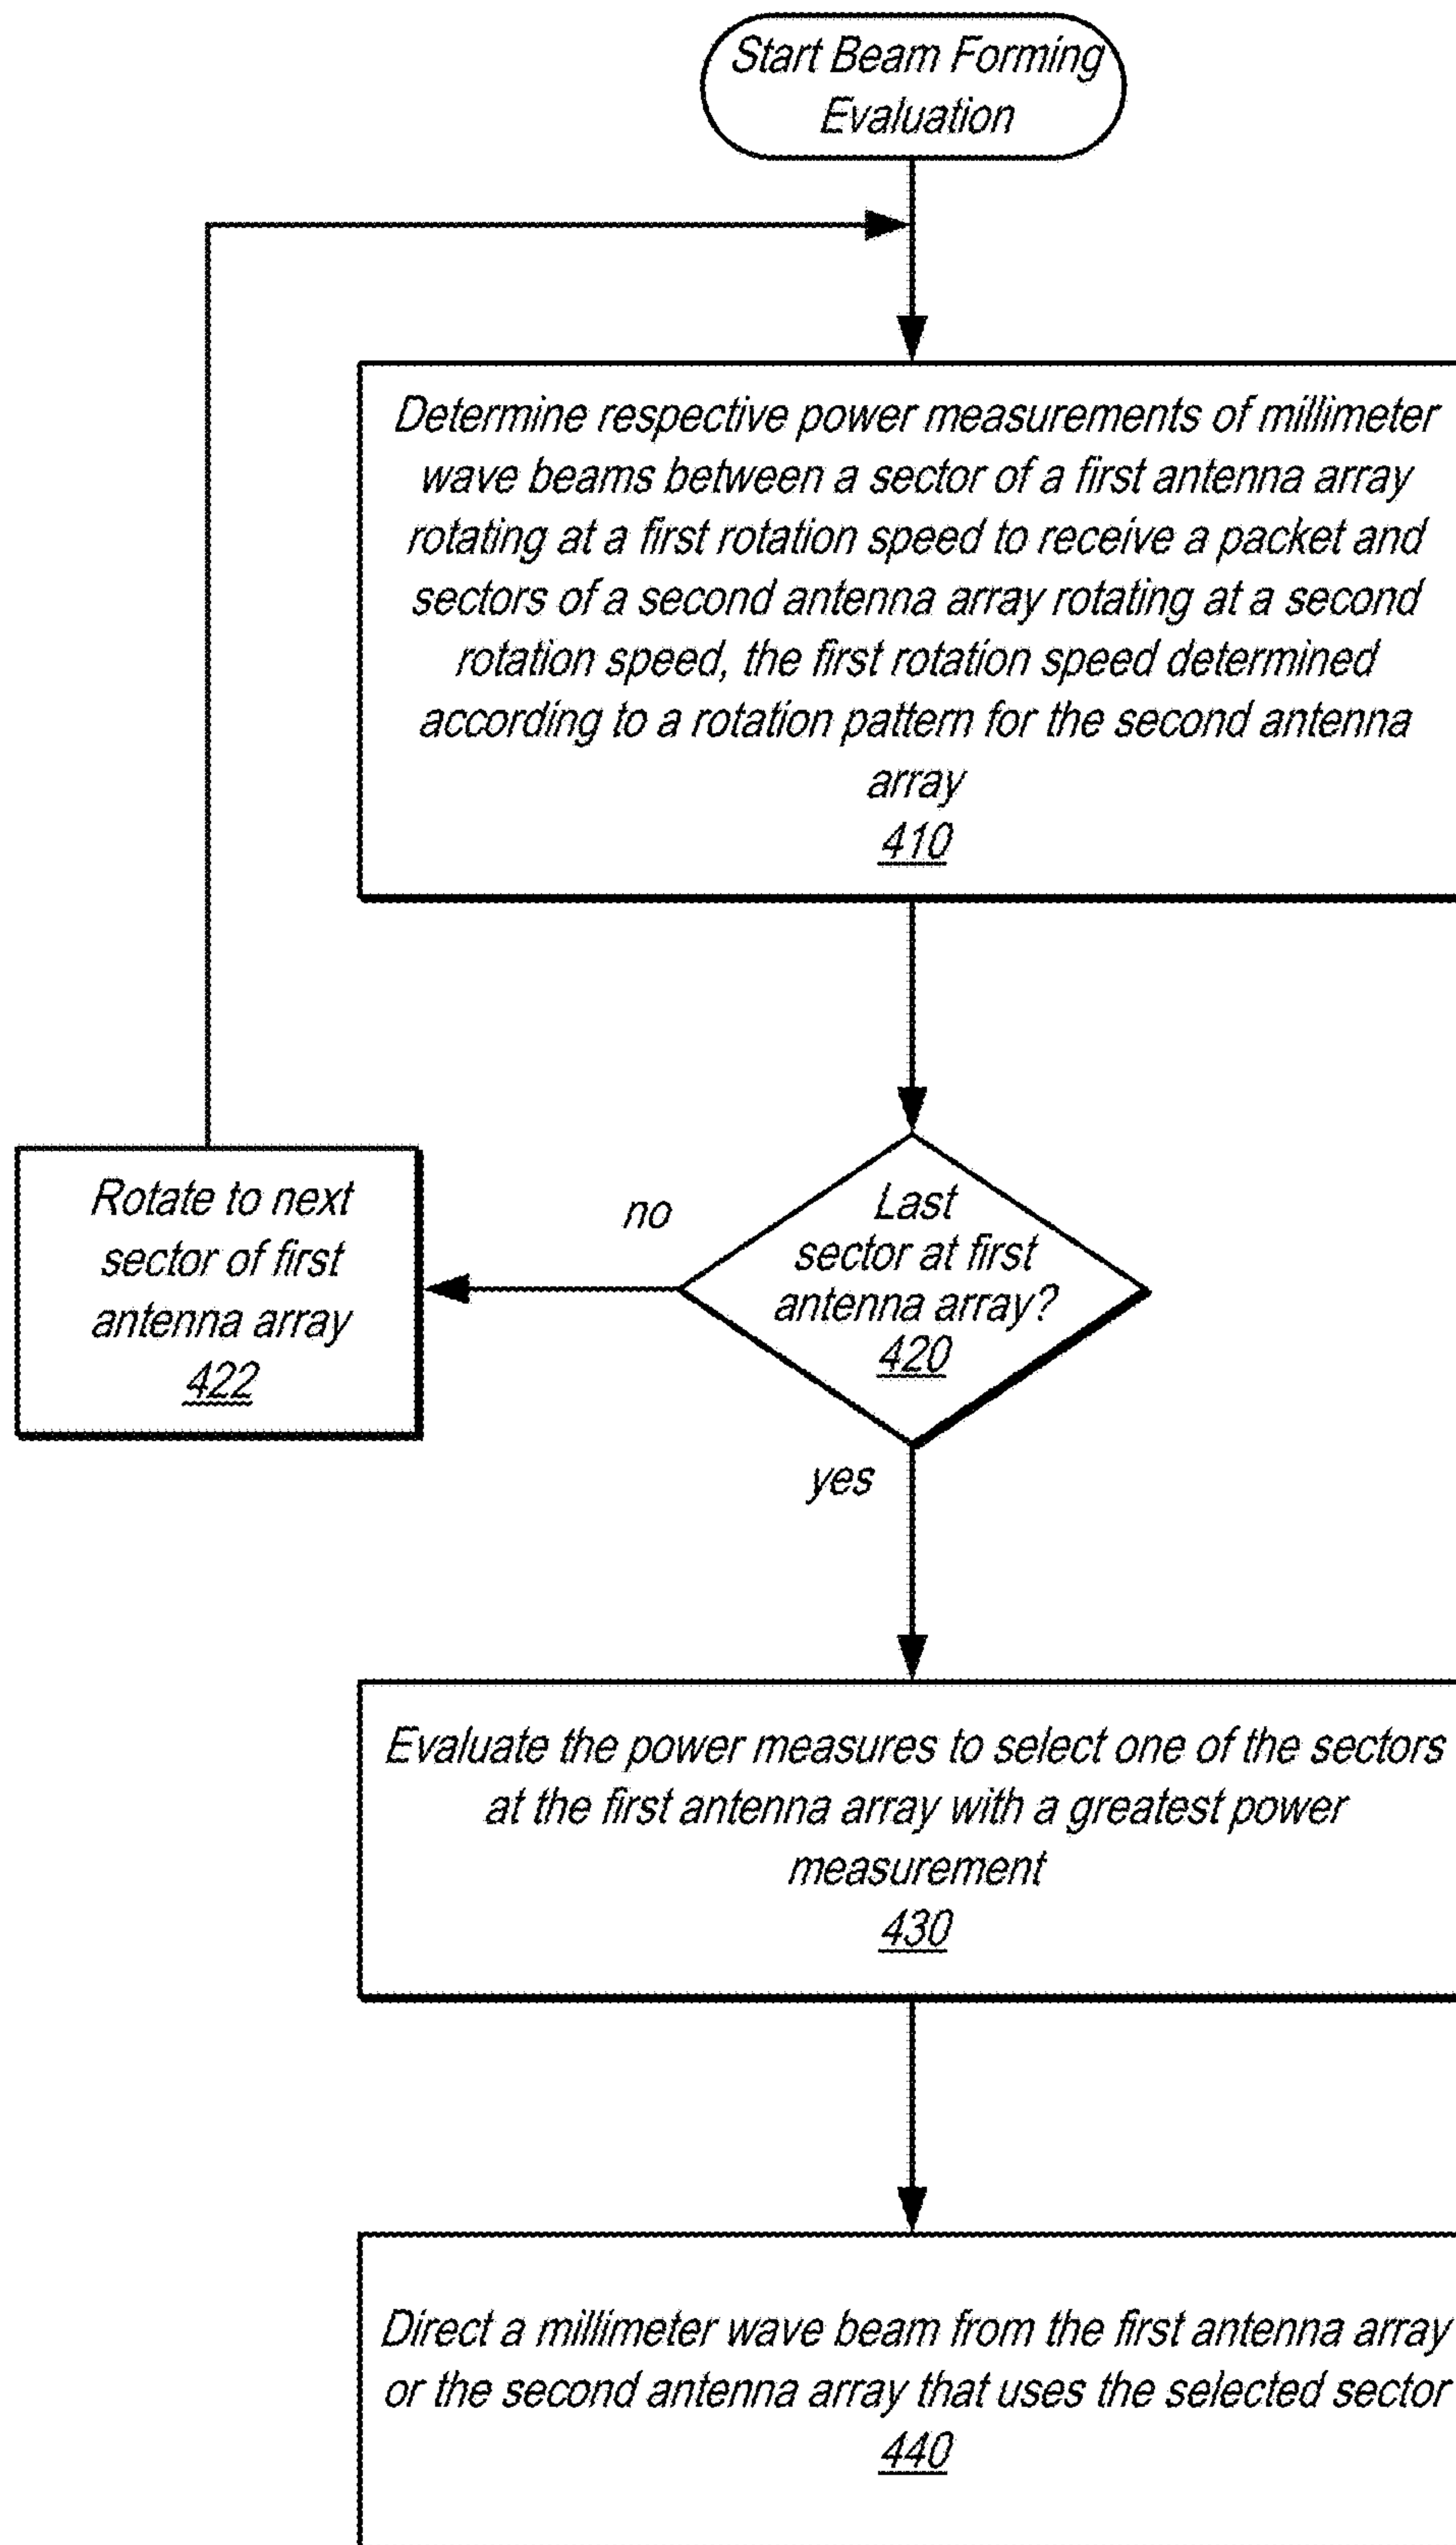 Start Beam Forming
Evaluation
Determine respective power measurements of millimeter
wave beams between a sector of a first antenna array
rotating at a first rotation speed to receive a packet and
sectors of a second antenna array rotating at a second
rotation speed, the first rotation speed determined
according to a rotation pattern for the second antenna
array
410
Last
sector at first
antenna array?
420
no
Rotate to next
sector of first
antenna array
422
yes
Evaluate the power measures to select one of the sectors
at the first antenna array with a greatest power
measurement
430
Direct a millimeter wave beam from the first antenna array
or the second antenna array that uses the selected sector
440